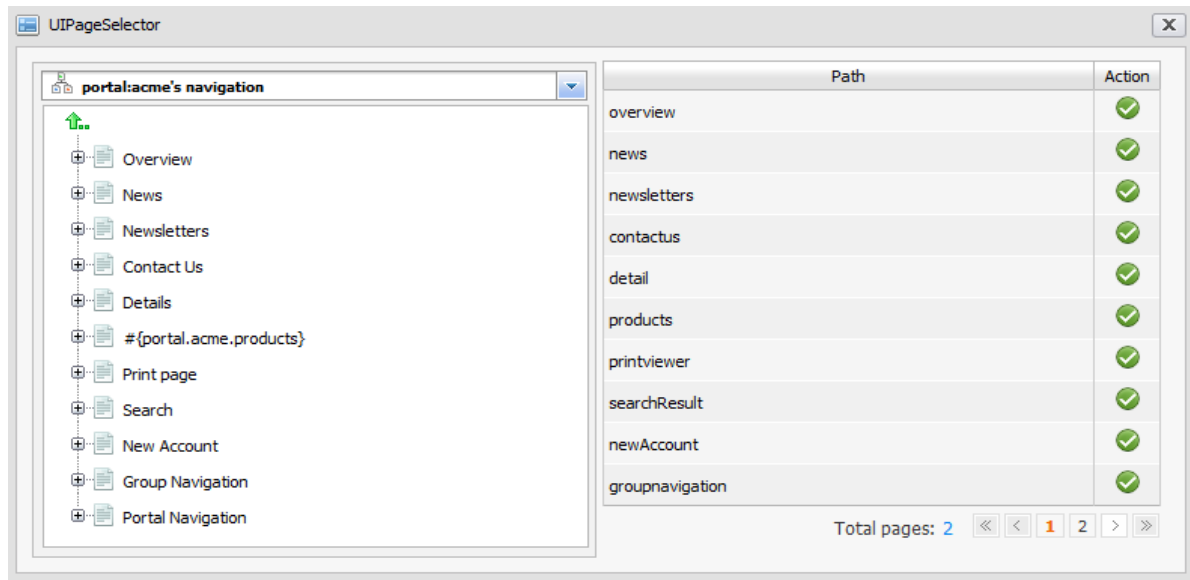 UIPageSelector
portal:acme's navigation
Overview
News
Newsletters
Contact Us
Details
#{portal.acme.products}
Print page
Search
New Account
Group Navigation
Portal Navigation
Path Action
overview
news
newsletters
contactus
detail
products
printviewer
searchResult
newAccount
groupnavigation
Total pages: 2 « < 1 2 > »